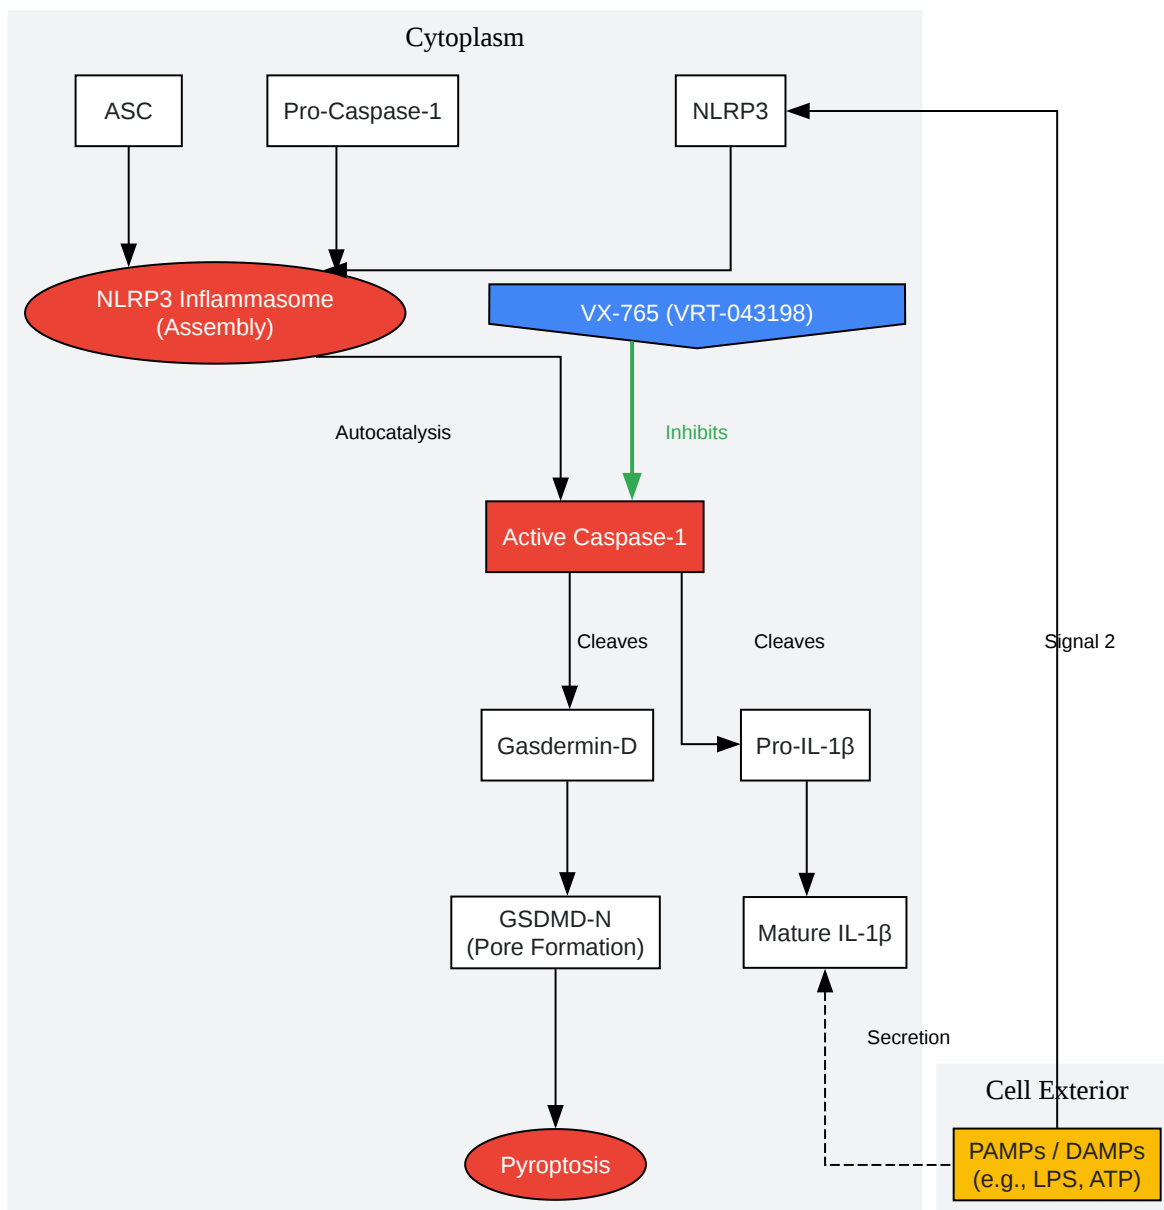 Cytoplasm
ASC
Pro-Caspase-1
NLRP3
NLRP3 Inflammasome
(Assembly)
VX-765 (VRT-043198)
Autocatalysis
Inhibits
Active Caspase-1
Cleaves
Cleaves
Signal 2
Gasdermin-D
Pro-IL-1β
GSDMD-N
(Pore Formation)
Mature IL-1β
Secretion
Cell Exterior
PAMPs / DAMPs
(e.g., LPS, ATP)
Pyroptosis